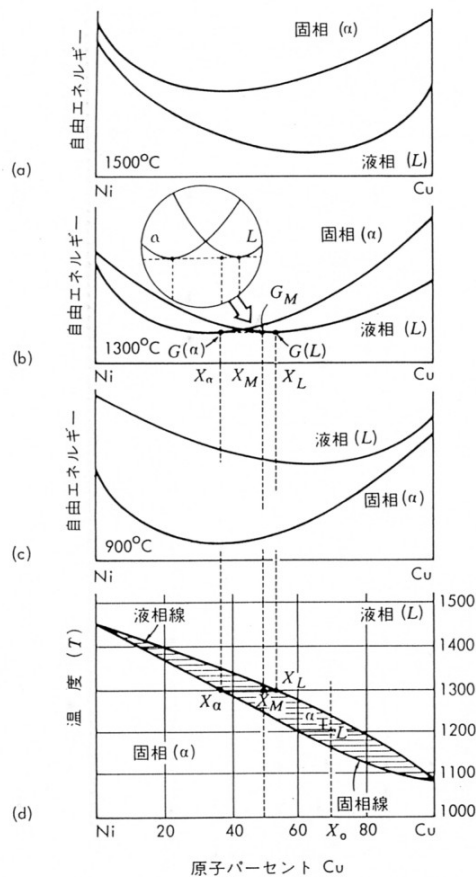 自由エネルギー
固相 (α)
液相 (L)
(a)
1500°C
Ni
Cu
自由エネルギー
α
L
固相 (α)
G_M
液相 (L)
(b)
1300°C
G(α)
G(L)
Ni
X_α
X_M
X_L
Cu
自由エネルギー
液相 (L)
固相 (α)
(c)
900°C
Ni
Cu
温度 (T)
液相線
液相 (L)
1500
1400
X_L
1300
X_α
X_M
α
L
1200
固相 (α)
1100
固相線
(d)
1000
Ni
20
40
60
X_o
80
Cu
原子パーセント Cu